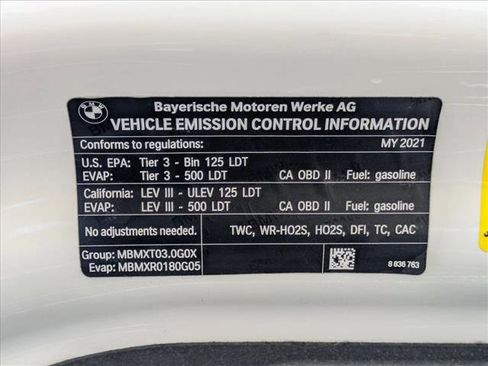 BMW
Bayerische Motoren Werke AG
VEHICLE EMISSION CONTROL INFORMATION
Conforms to regulations: MY 2021
U.S. EPA: Tier 3 - Bin 125 LDT
EVAP: Tier 3 - 500 LDT CA OBD II Fuel: gasoline
California: LEV III - ULEV 125 LDT
EVAP: LEV III - 500 LDT CA OBD II Fuel: gasoline
No adjustments needed. TWC, WR-HO2S, HO2S, DFI, TC, CAC
Group: MBMXT03.0G0X
Evap: MBMXR0180G05
8 836 763